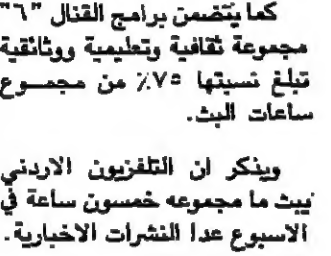 كما يتضمن برامج القنال "٦"
مجموعة ثقافية وتعليمية ووثائقية
تبلغ نسبتها ٧٥٪ من مجموع
ساعات البث.
ويذكر ان التلفزيون الاردني
يبث ما مجموعه خمسون ساعة في
الاسبوع عدا النشرات الاخبارية.